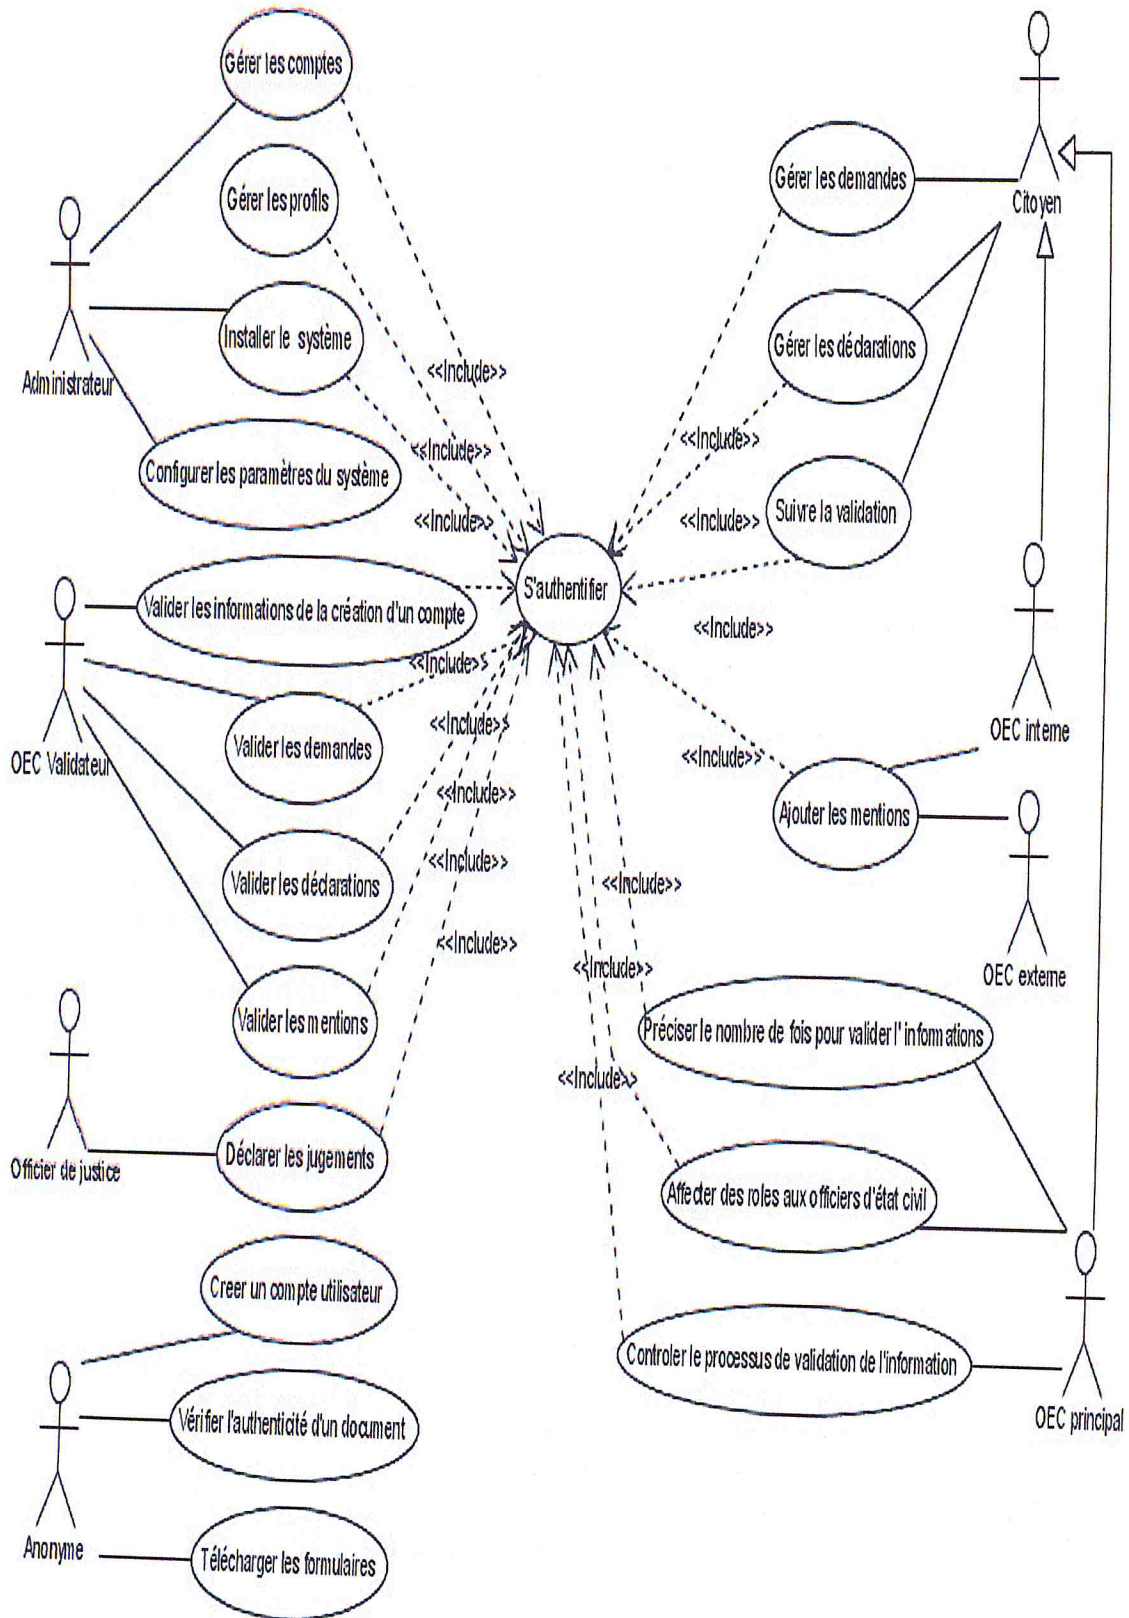 Gérer les comptes
Gérer les profils
Installer le système
Administrateur
Configurer les paramètres du système
Valider les informations de la création d'un compte
OEC Validateur
Valider les demandes
Valider les déclarations
Valider les mentions
Officier de justice
Déclarer les jugements
Creer un compte utilisateur
Vérifier l'authenticité d'un document
Anonyme
Télécharger les formulaires
<<Include>>
<<Include>>
<<Include>>
<<Include>>
<<Include>>
<<Include>>
<<Include>>
<<Include>>
S'authentifier
<<Include>>
<<Include>>
<<Include>>
<<Include>>
<<Include>>
<<Include>>
<<Include>>
Citoyen
Gérer les demandes
Gérer les déclarations
Suivre la validation
OEC interne
Ajouter les mentions
OEC externe
Préciser le nombre de fois pour valider l' informations
Affecter des roles aux officiers d'état civil
Controler le processus de validation de l'information
OEC principal